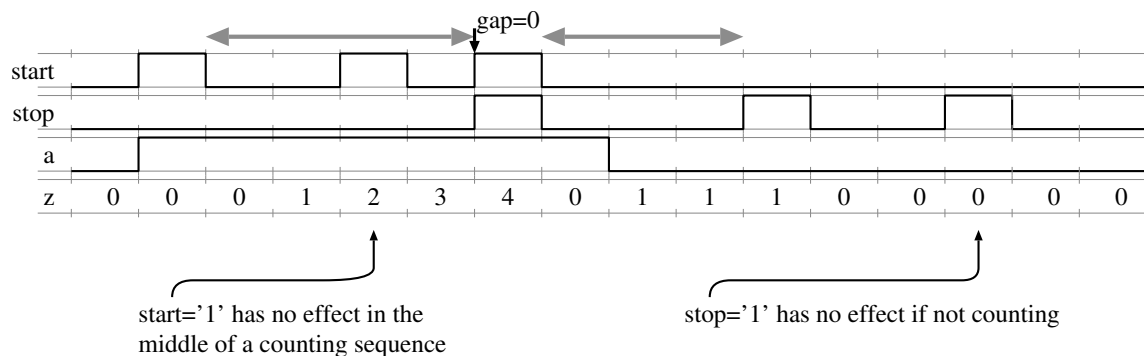 gap=0
start
stop
a
z 0 0 0 1 2 3 4 0 1 1 1 0 0 0 0 0
start='1' has no effect in the
middle of a counting sequence
stop='1' has no effect if not counting